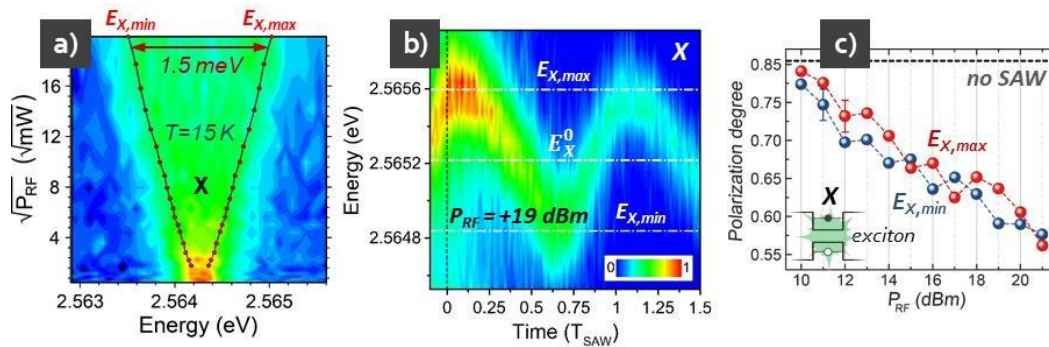 a)
E_X,min
E_X,max
1.5 meV
T=15 K
X
√P_RF (√mW)
16
12
8
4
2.563
2.564
2.565
Energy (eV)
b)
X
E_X,max
E_X^0
P_RF = +19 dBm
E_X,min
0
1
Energy (eV)
2.5656
2.5652
2.5648
0
0.25
0.5
0.75
1.0
1.25
1.5
Time (T_SAW)
c)
no SAW
E_X,max
E_X,min
X
exciton
Polarization degree
0.85
0.75
0.65
0.60
0.55
10
12
14
16
18
20
P_RF (dBm)